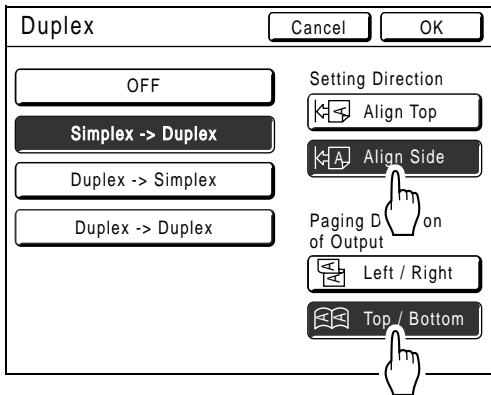 Duplex
Cancel
OK
OFF
Simplex -> Duplex
Duplex -> Simplex
Duplex -> Duplex
Setting Direction
Align Top
Align Side
Paging D on
of Output
Left / Right
Top / Bottom